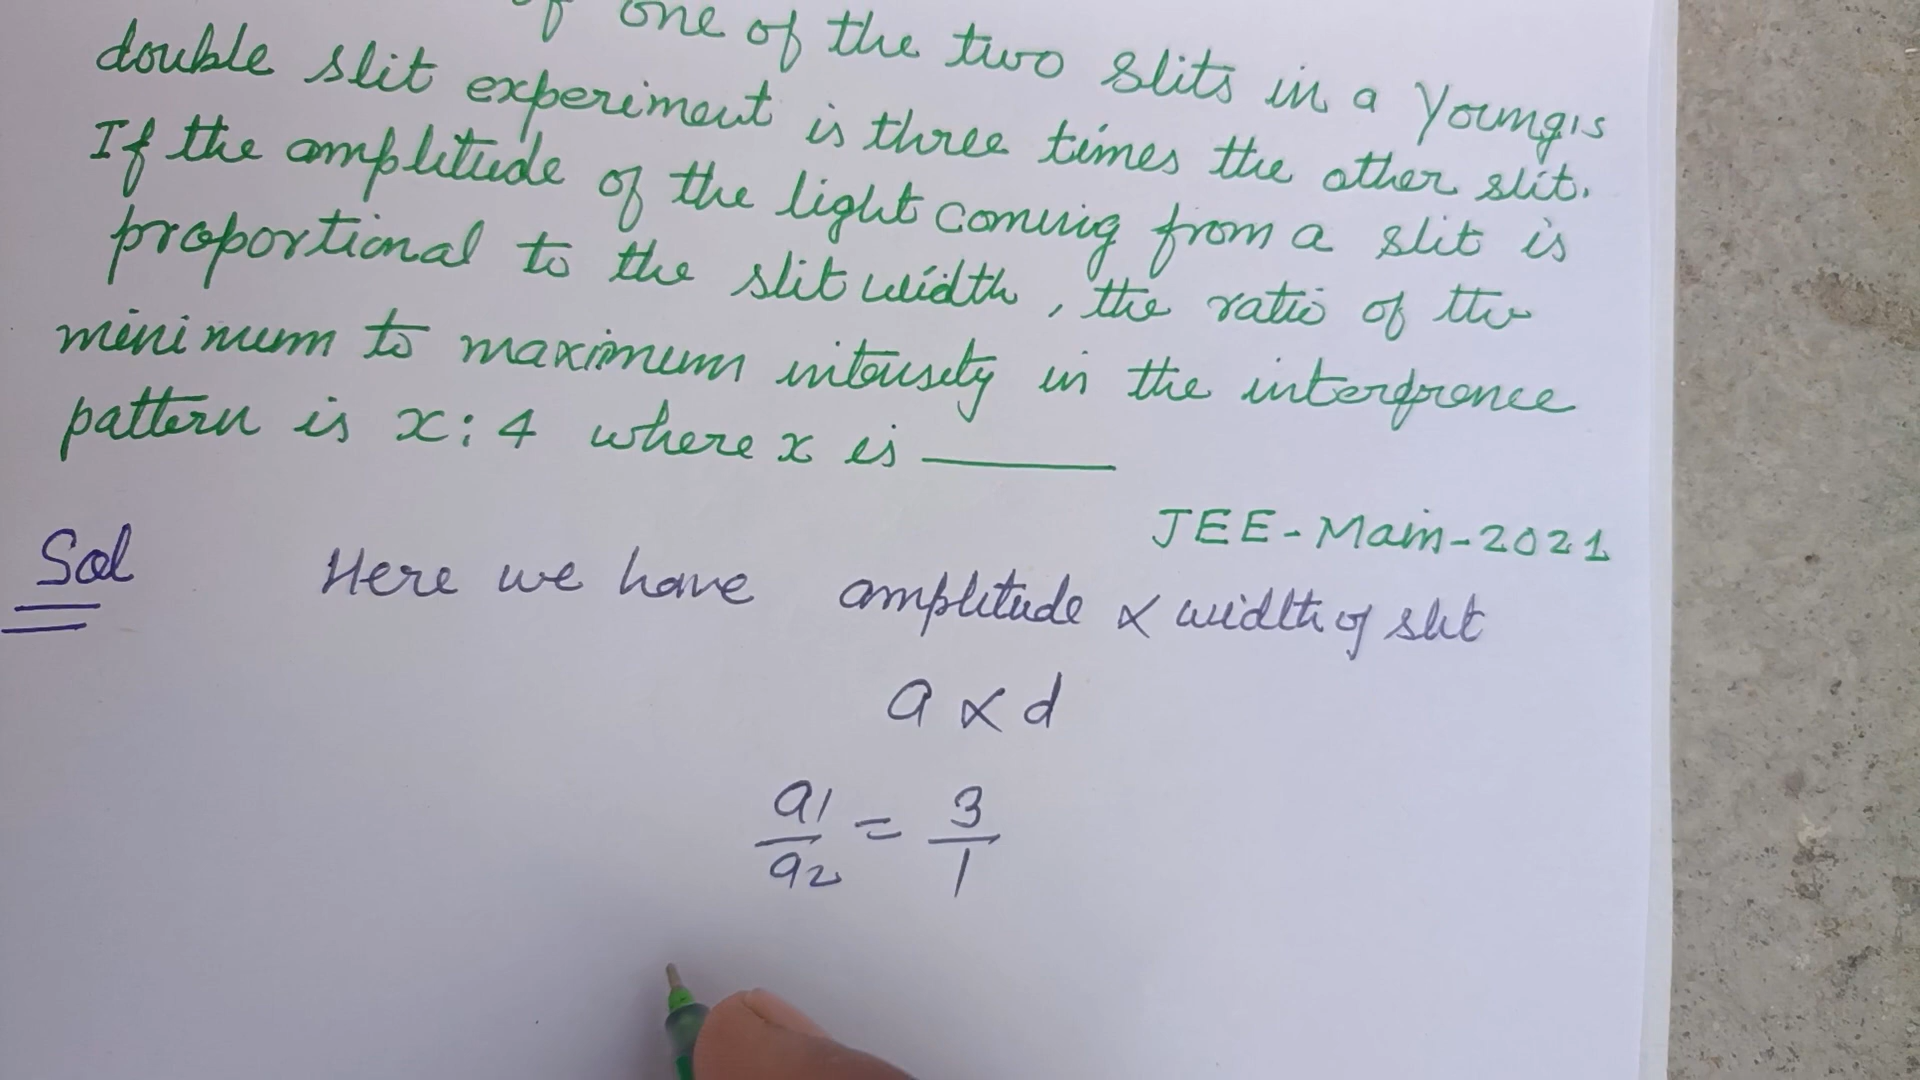 of one of the two slits in a Young's
double slit experiment is three times the other slit.
If the amplitude of the light coming from a slit is
proportional to the slit width, the ratio of the
minimum to maximum intensity in the interference
pattern is x : 4 where x is ______
JEE-Main-2021
Sol Here we have amplitude ∝ width of slit
a ∝ d
a1/a2 = 3/1